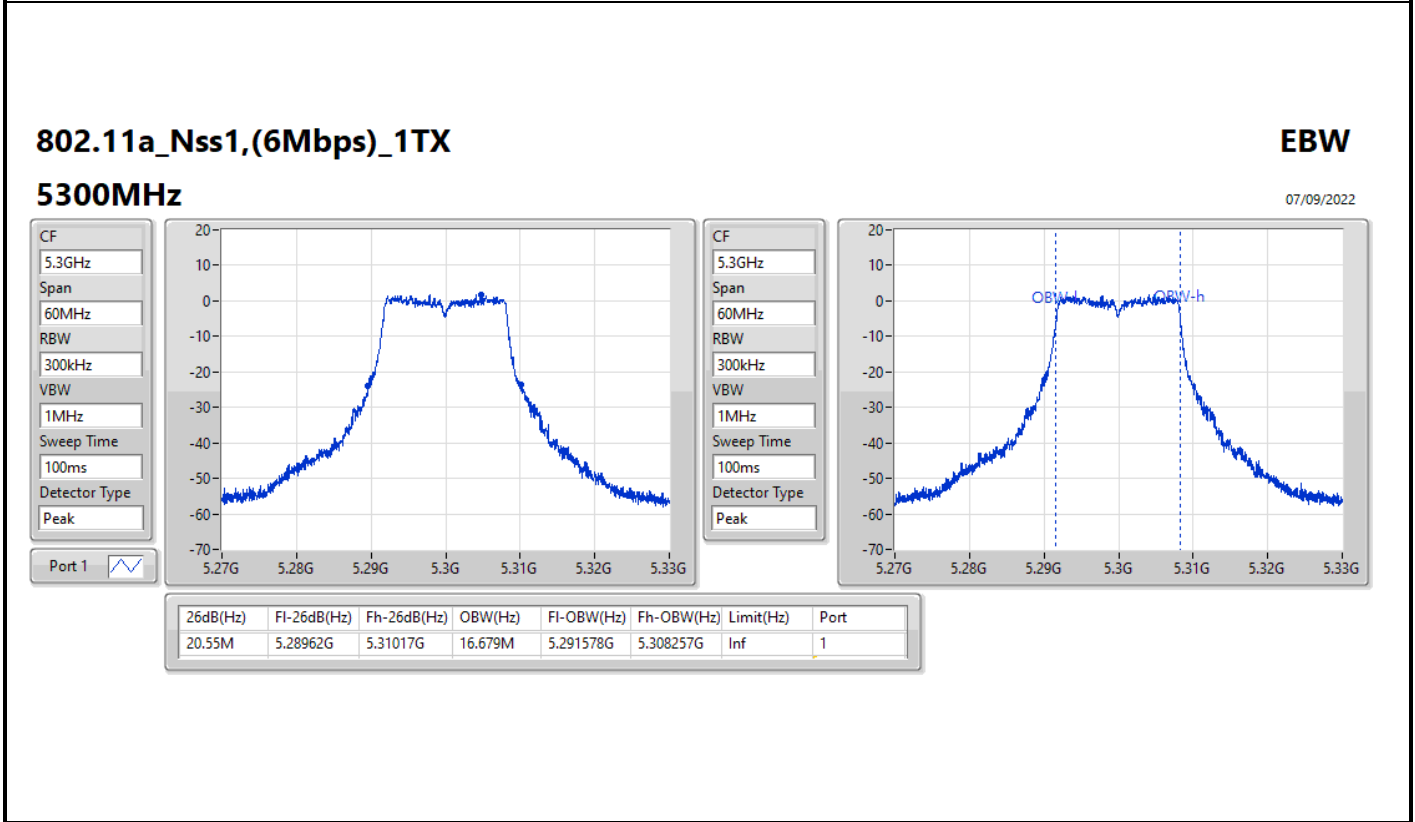 802.11a_Nss1,(6Mbps)_1TX
EBW
5300MHz
07/09/2022
CF
5.3GHz
Span
60MHz
RBW
300kHz
VBW
1MHz
Sweep Time
100ms
Detector Type
Peak
Port 1
20
10
0
-10
-20
-30
-40
-50
-60
-70
5.27G 5.28G 5.29G 5.3G 5.31G 5.32G 5.33G
CF
5.3GHz
Span
60MHz
RBW
300kHz
VBW
1MHz
Sweep Time
100ms
Detector Type
Peak
20
10
0
-10
-20
-30
-40
-50
-60
-70
OBW-l OBW-h
5.27G 5.28G 5.29G 5.3G 5.31G 5.32G 5.33G
26dB(Hz) Fl-26dB(Hz) Fh-26dB(Hz) OBW(Hz) Fl-OBW(Hz) Fh-OBW(Hz) Limit(Hz) Port
20.55M 5.28962G 5.31017G 16.679M 5.291578G 5.308257G Inf 1